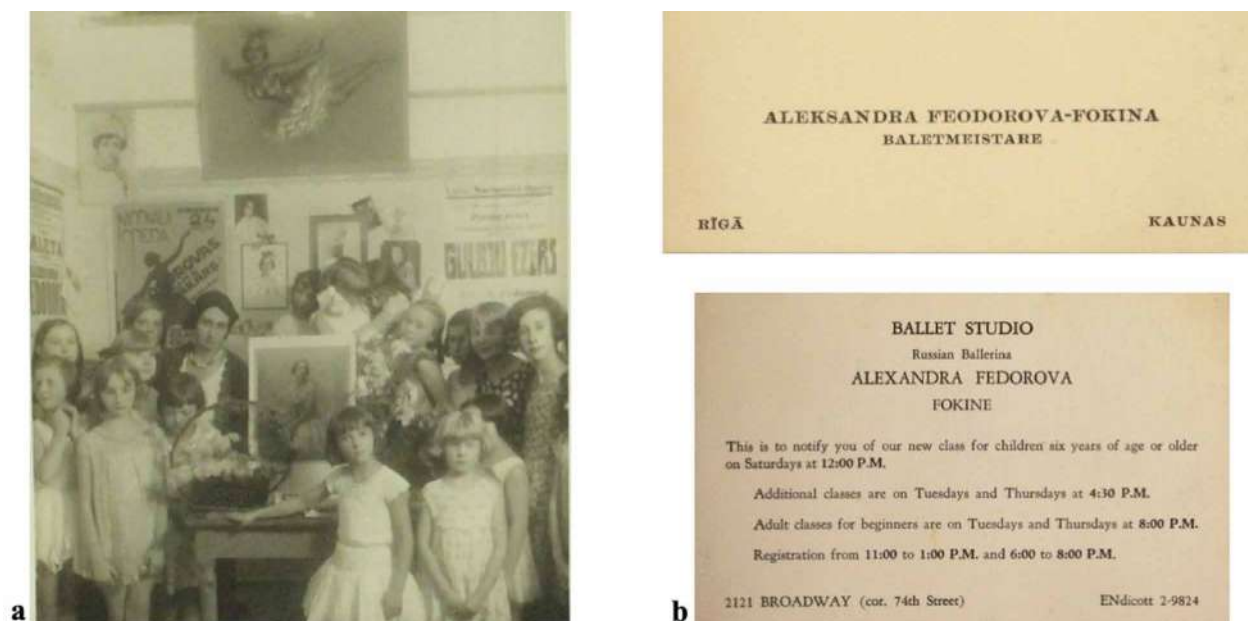 GULBJU EZERS
a
ALEKSANDRA FEODOROVA-FOKINA
BALETMEISTARE
RĪGĀ KAUNAS
BALLET STUDIO
Russian Ballerina
ALEXANDRA FEDOROVA
FOKINE
This is to notify you of our new class for children six years of age or older
on Saturdays at 12:00 P.M.
Additional classes are on Tuesdays and Thursdays at 4:30 P.M.
Adult classes for beginners are on Tuesdays and Thursdays at 8:00 P.M.
Registration from 11:00 to 1:00 P.M. and 6:00 to 8:00 P.M.
2121 BROADWAY (cor. 74th Street) ENdicott 2-9824
b